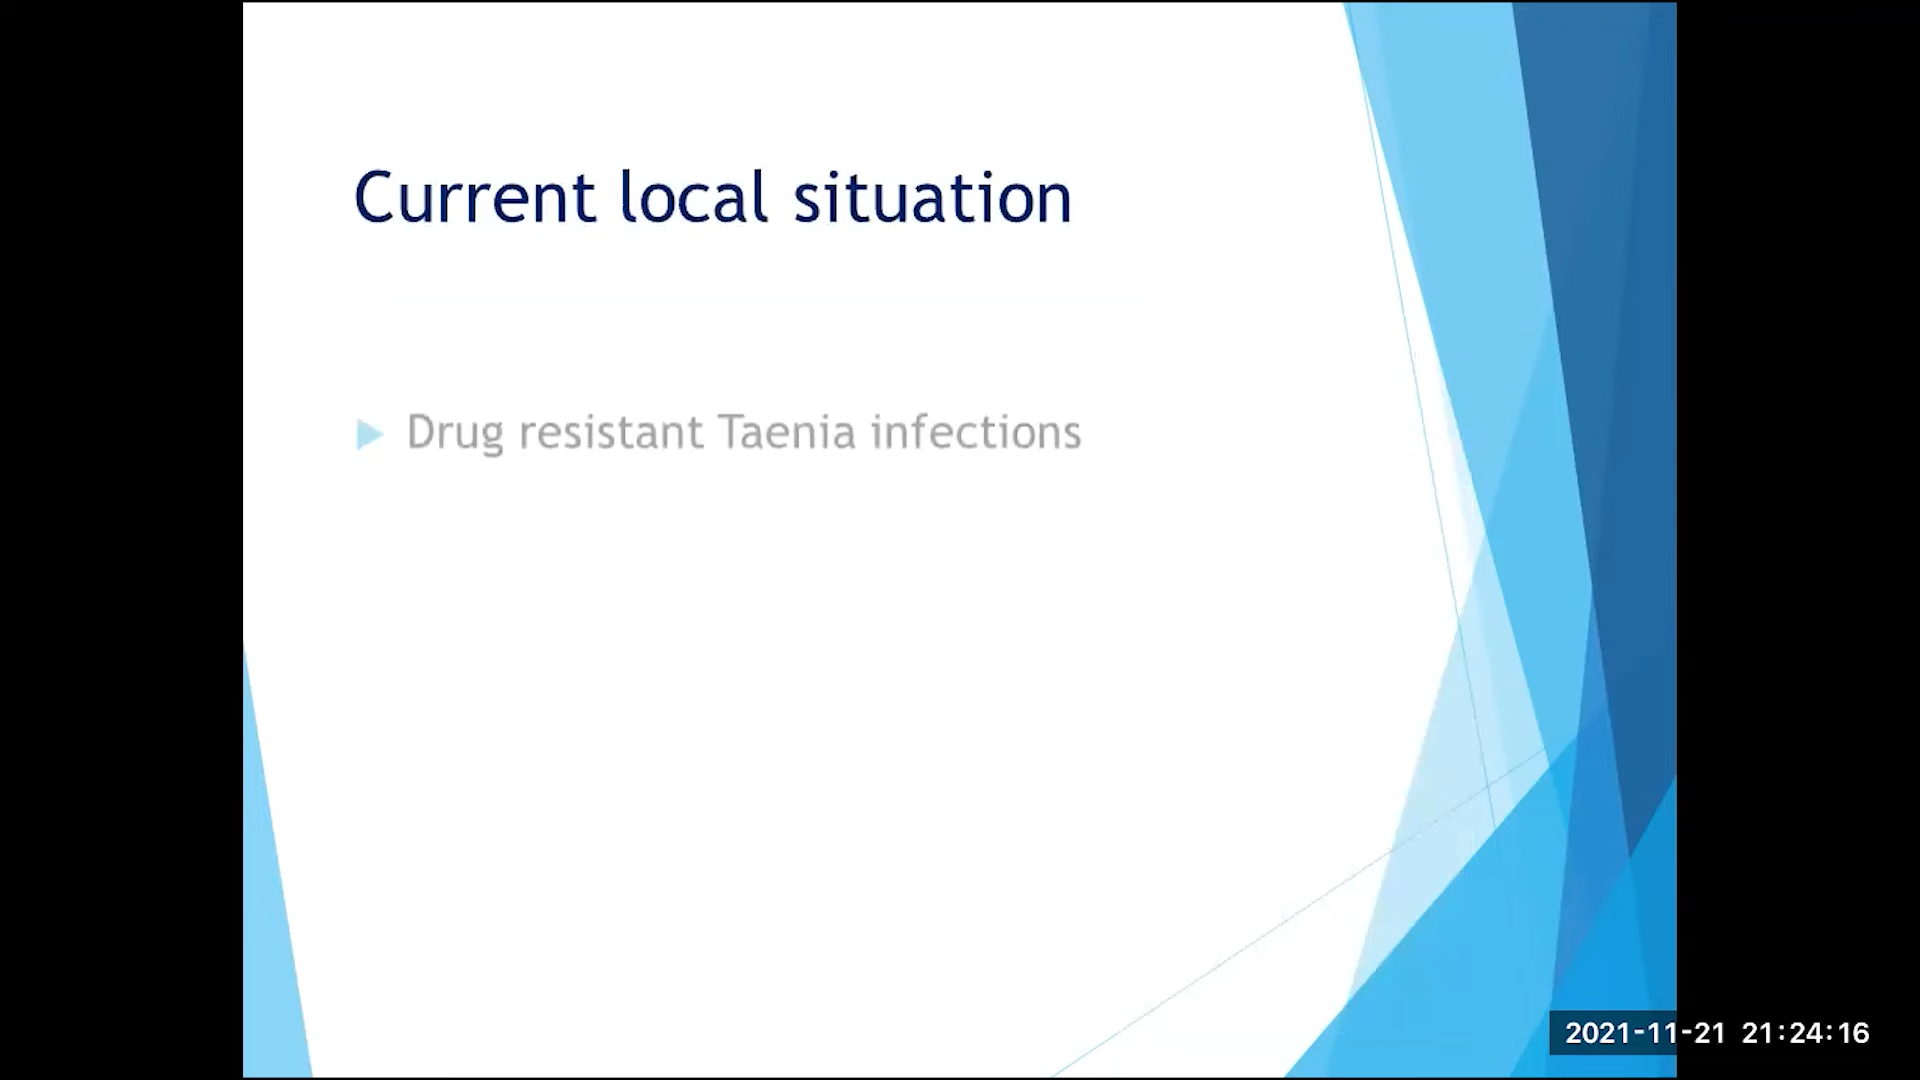 Current local situation
Drug resistant Taenia infections
2021-11-21 21:24:16